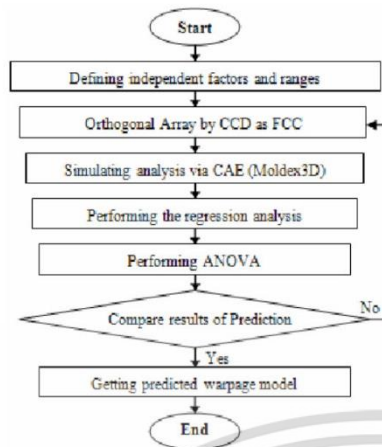 Start
Defining independent factors and ranges
Orthogonal Array by CCD as FCC
Simulating analysis via CAE (Moldex3D)
Performing the regression analysis
Performing ANOVA
Compare results of Prediction
No
Yes
Getting predicted warpage model
End